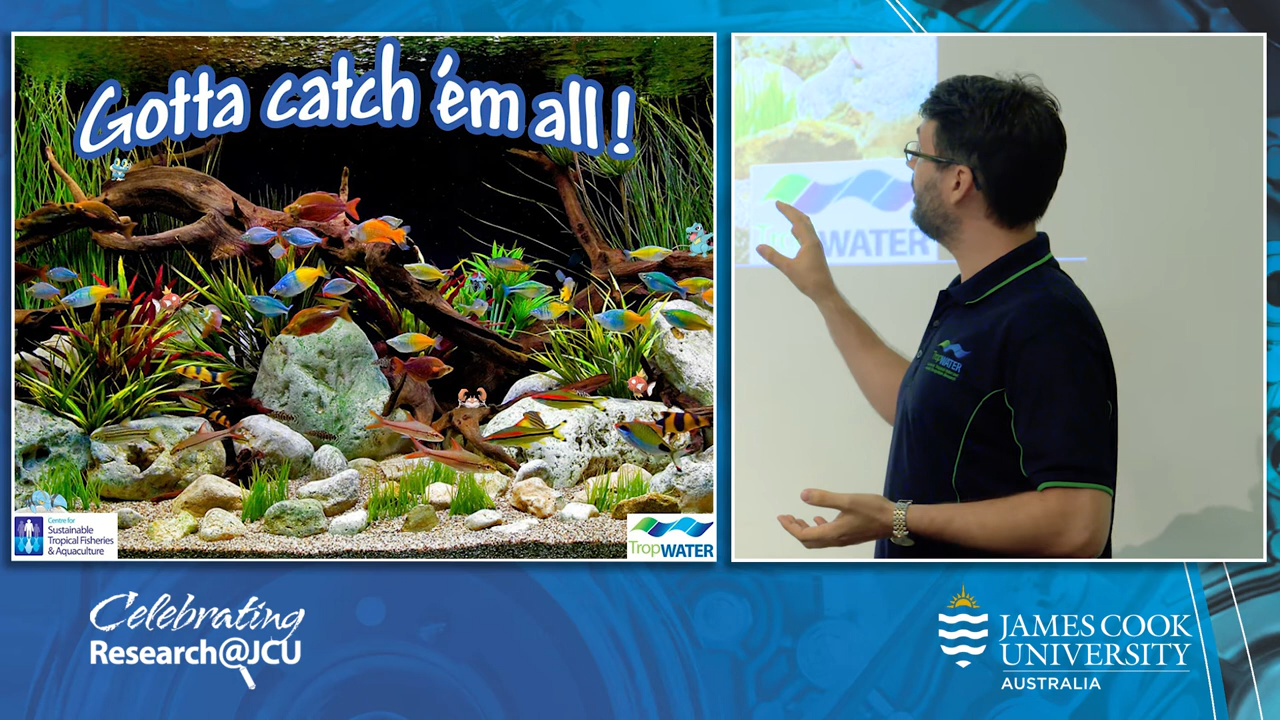 Gotta catch 'em all!
Centre for
Sustainable
Tropical Fisheries
& Aquaculture
TropWATER
TropWATER
TropWATER
Celebrating
Research@JCU
JAMES COOK
UNIVERSITY
AUSTRALIA